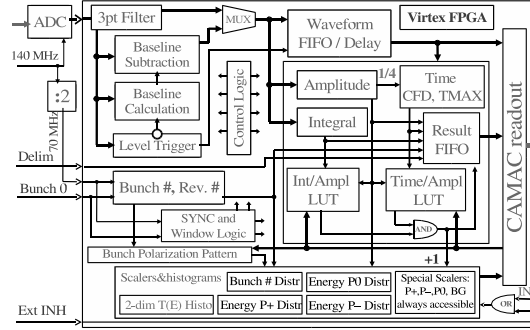 ADC
3pt Filter
MUX
Waveform
FIFO / Delay
Virtex FPGA
140 MHz
Baseline
Subtraction
:2
Baseline
Calculation
Control Logic
Amplitude
1/4
Time
CFD, TMAX
Integral
Result
FIFO
CAMAC readout
70 MHz
Level Trigger
Delim
Bunch 0
Bunch #, Rev. #
Int/Ampl
LUT
Time/Ampl
LUT
SYNC and
Window Logic
AND
Bunch Polarization Pattern
+1
Scalers&histograms
Bunch # Distr
Energy P0 Distr
Special Scalers:
P+,P-,P0, BG
always accessible
2-dim T(E) Histo
Energy P+ Distr
Energy P- Distr
OR
Ext INH